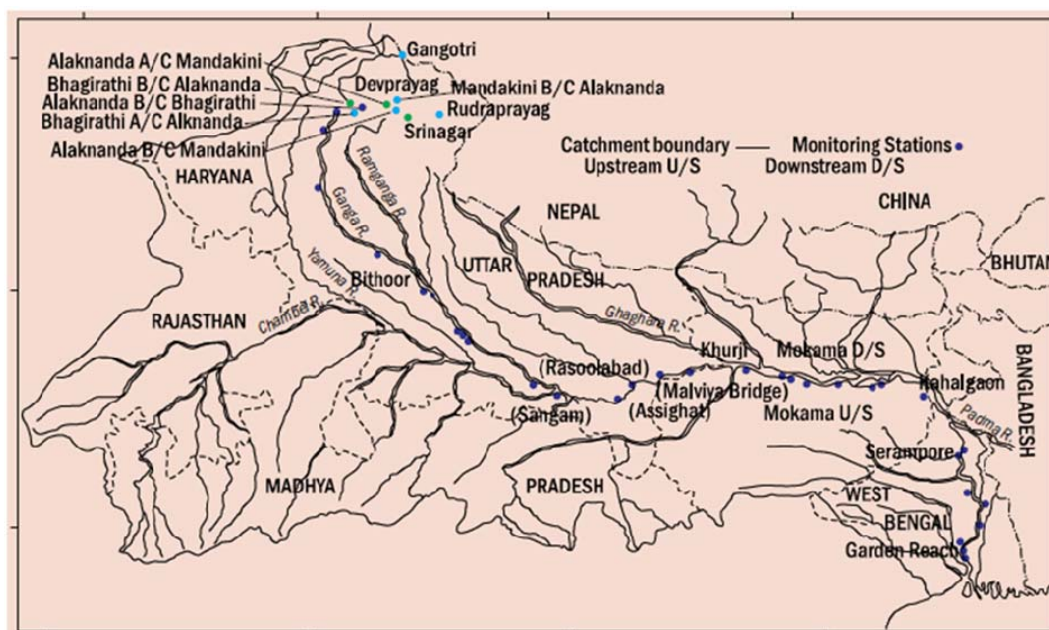 Gangotri
Alaknanda A/C Mandakini
Bhagirathi B/C Alaknanda
Devprayag
Mandakini B/C Alaknanda
Alaknanda B/C Bhagirathi
Rudraprayag
Bhagirathi A/C Alknanda
Srinagar
Alaknanda B/C Mandakini
Catchment boundary
Monitoring Stations
Upstream U/S
Downstream D/S
HARYANA
Ramganga R.
Ganga R.
NEPAL
CHINA
BHUTAN
UTTAR
PRADESH
Yamuna R.
Bithoor
Chambal R.
RAJASTHAN
Ghaghara R.
Khurji
Mokama D/S
(Rasoolabad)
(Malviya Bridge)
Kahalgaon
BANGLADESH
(Sangam)
(Assighat)
Mokama U/S
Padma R.
Serampore
MADHYA
PRADESH
WEST
BENGAL
Garden Reach